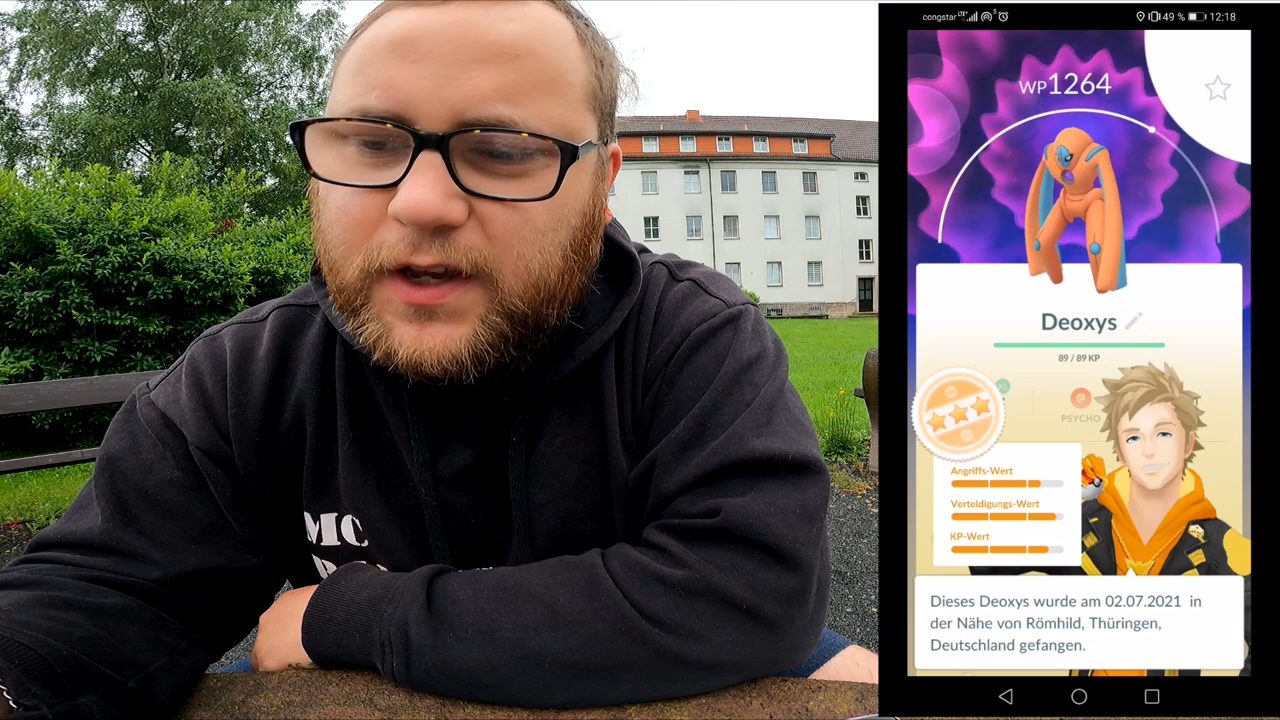 congstar 49 % 12:18
WP1264
Deoxys
89 / 89 KP
PSYCHO
Angriffs-Wert
Verteidigungs-Wert
KP-Wert
Dieses Deoxys wurde am 02.07.2021 in
der Nähe von Römhild, Thüringen,
Deutschland gefangen.
MC